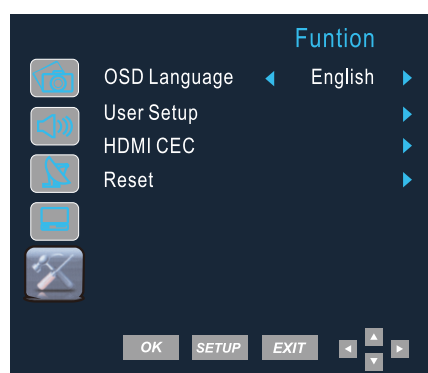 Funtion
OSD Language English
User Setup
HDMI CEC
Reset
OK SETUP EXIT